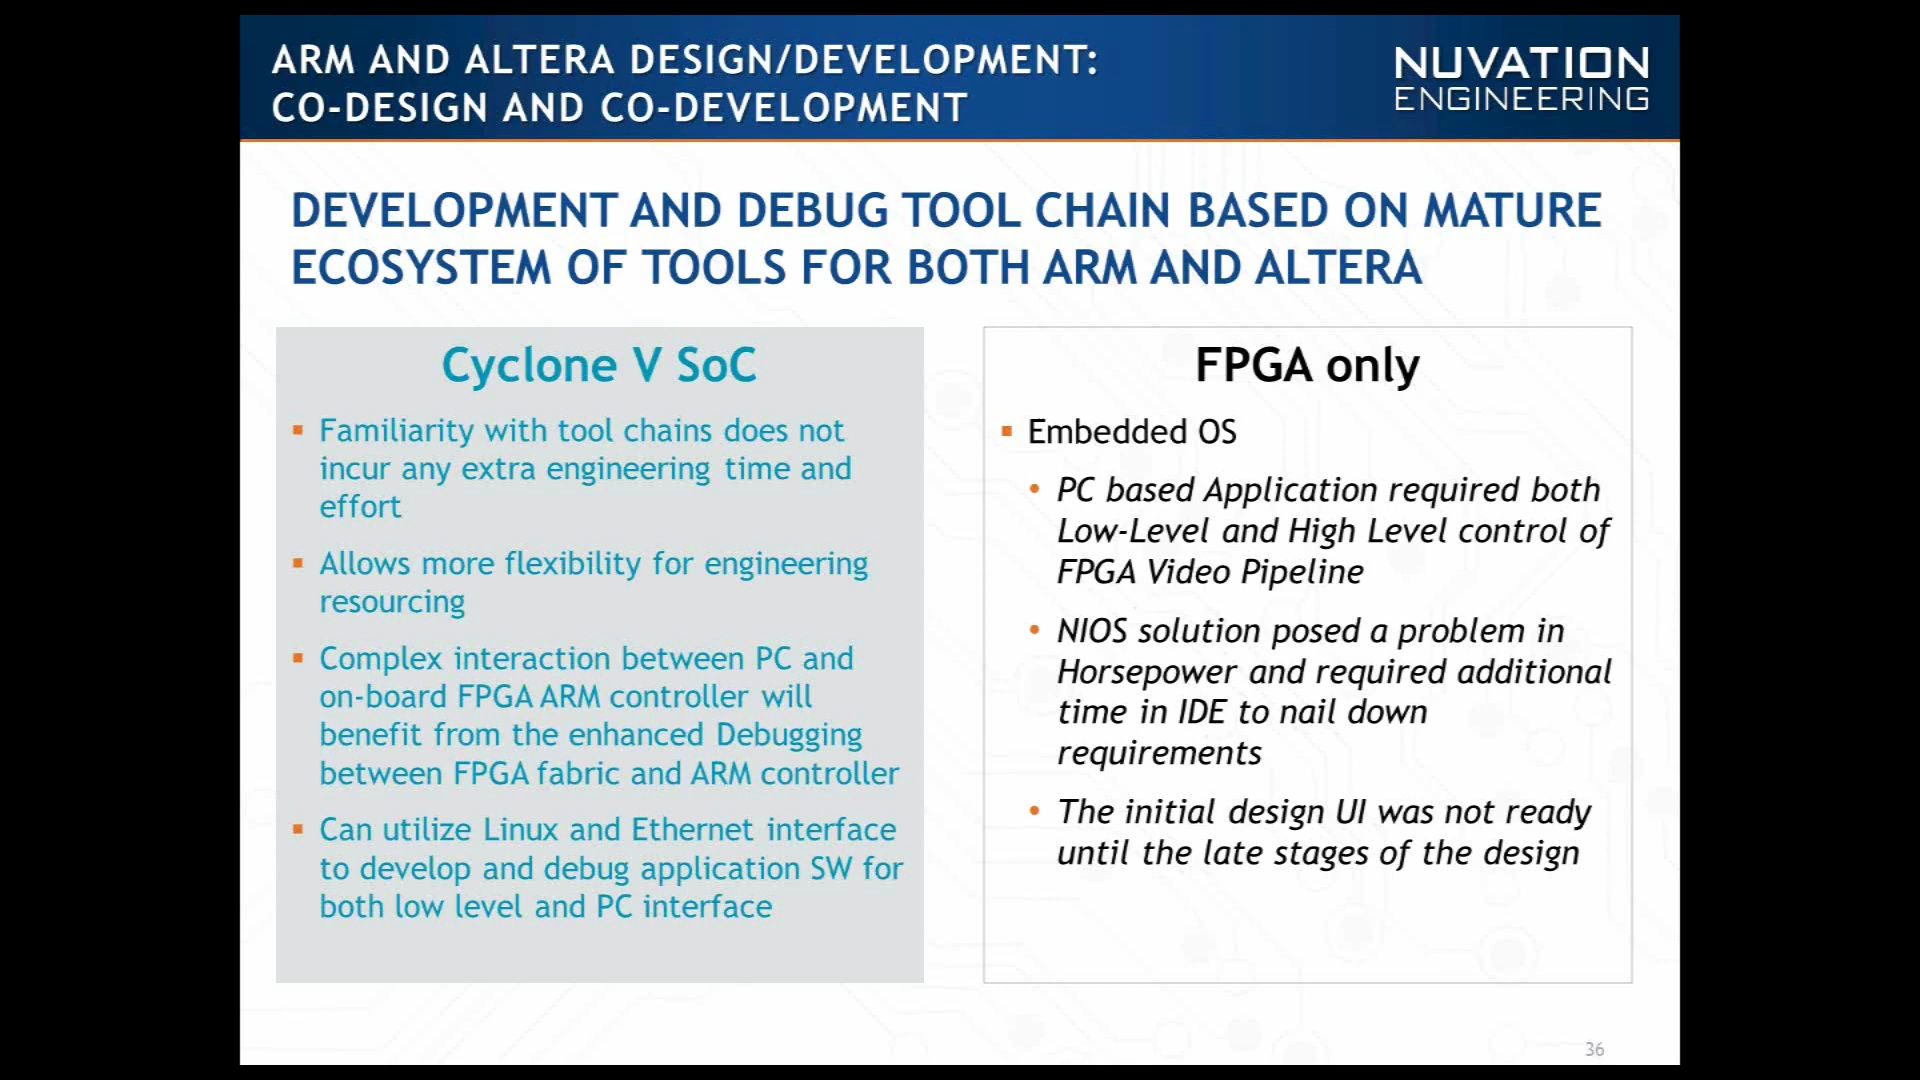 ARM AND ALTERA DESIGN/DEVELOPMENT:
CO-DESIGN AND CO-DEVELOPMENT
NUVATION
ENGINEERING
DEVELOPMENT AND DEBUG TOOL CHAIN BASED ON MATURE
ECOSYSTEM OF TOOLS FOR BOTH ARM AND ALTERA
Cyclone V SoC
▪ Familiarity with tool chains does not
incur any extra engineering time and
effort
▪ Allows more flexibility for engineering
resourcing
▪ Complex interaction between PC and
on-board FPGA ARM controller will
benefit from the enhanced Debugging
between FPGA fabric and ARM controller
▪ Can utilize Linux and Ethernet interface
to develop and debug application SW for
both low level and PC interface
FPGA only
▪ Embedded OS
• PC based Application required both
Low-Level and High Level control of
FPGA Video Pipeline
• NIOS solution posed a problem in
Horsepower and required additional
time in IDE to nail down
requirements
• The initial design UI was not ready
until the late stages of the design
36